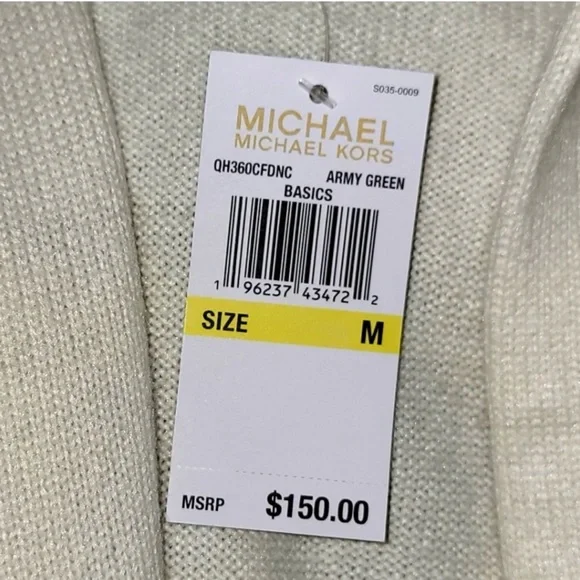 S035-0009
MICHAEL
MICHAEL KORS
QH360CFDNC ARMY GREEN
BASICS
1 96237 43472 2
SIZE M
MSRP $150.00